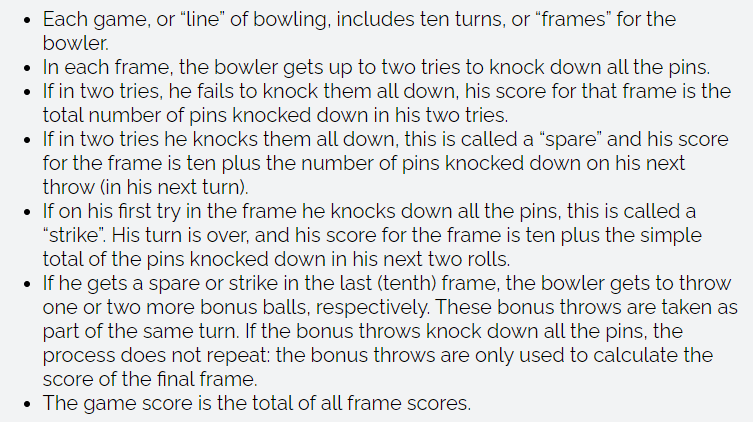 • Each game, or “line” of bowling, includes ten turns, or “frames” for the
bowler.
• In each frame, the bowler gets up to two tries to knock down all the pins.
• If in two tries, he fails to knock them all down, his score for that frame is the
total number of pins knocked down in his two tries.
• If in two tries he knocks them all down, this is called a “spare” and his score
for the frame is ten plus the number of pins knocked down on his next
throw (in his next turn).
• If on his first try in the frame he knocks down all the pins, this is called a
“strike”. His turn is over, and his score for the frame is ten plus the simple
total of the pins knocked down in his next two rolls.
• If he gets a spare or strike in the last (tenth) frame, the bowler gets to throw
one or two more bonus balls, respectively. These bonus throws are taken as
part of the same turn. If the bonus throws knock down all the pins, the
process does not repeat: the bonus throws are only used to calculate the
score of the final frame.
• The game score is the total of all frame scores.